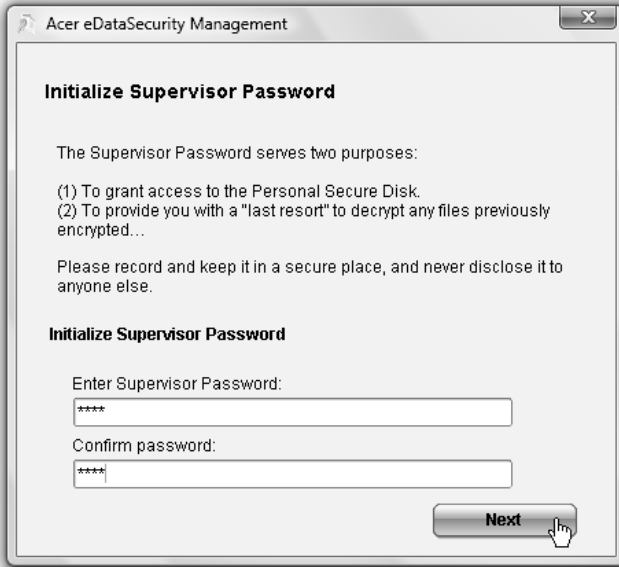 Acer eDataSecurity Management
Initialize Supervisor Password
The Supervisor Password serves two purposes:
(1) To grant access to the Personal Secure Disk.
(2) To provide you with a "last resort" to decrypt any files previously
encrypted...
Please record and keep it in a secure place, and never disclose it to
anyone else.
Initialize Supervisor Password
Enter Supervisor Password:
****
Confirm password:
****
Next